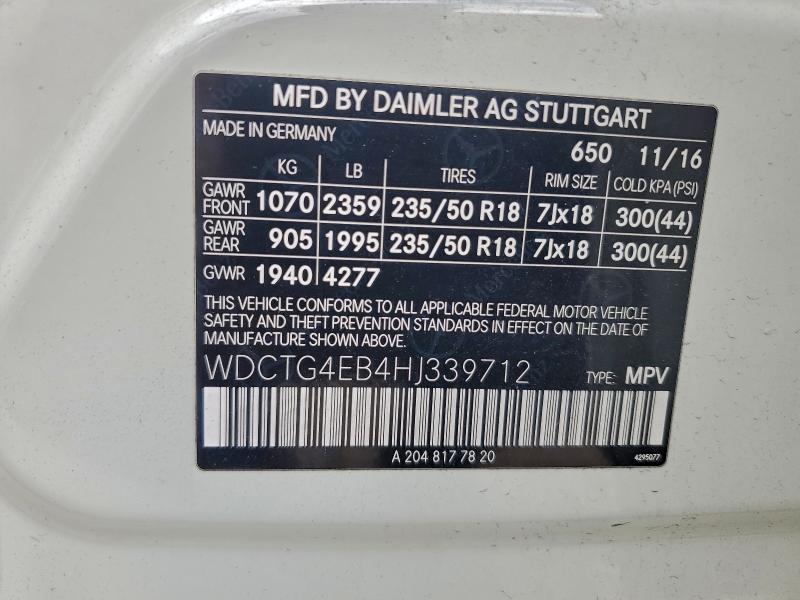 MFD BY DAIMLER AG STUTTGART
MADE IN GERMANY 650 11/16
KG LB TIRES RIM SIZE COLD KPA (PSI)
GAWR FRONT 1070 2359 235/50 R18 7Jx18 300(44)
GAWR REAR 905 1995 235/50 R18 7Jx18 300(44)
GVWR 1940 4277
THIS VEHICLE CONFORMS TO ALL APPLICABLE FEDERAL MOTOR VEHICLE
SAFETY AND THEFT PREVENTION STANDARDS IN EFFECT ON THE DATE OF
MANUFACTURE SHOWN ABOVE.
WDCTG4EB4HJ339712 TYPE: MPV
A 204 817 78 20 4295077